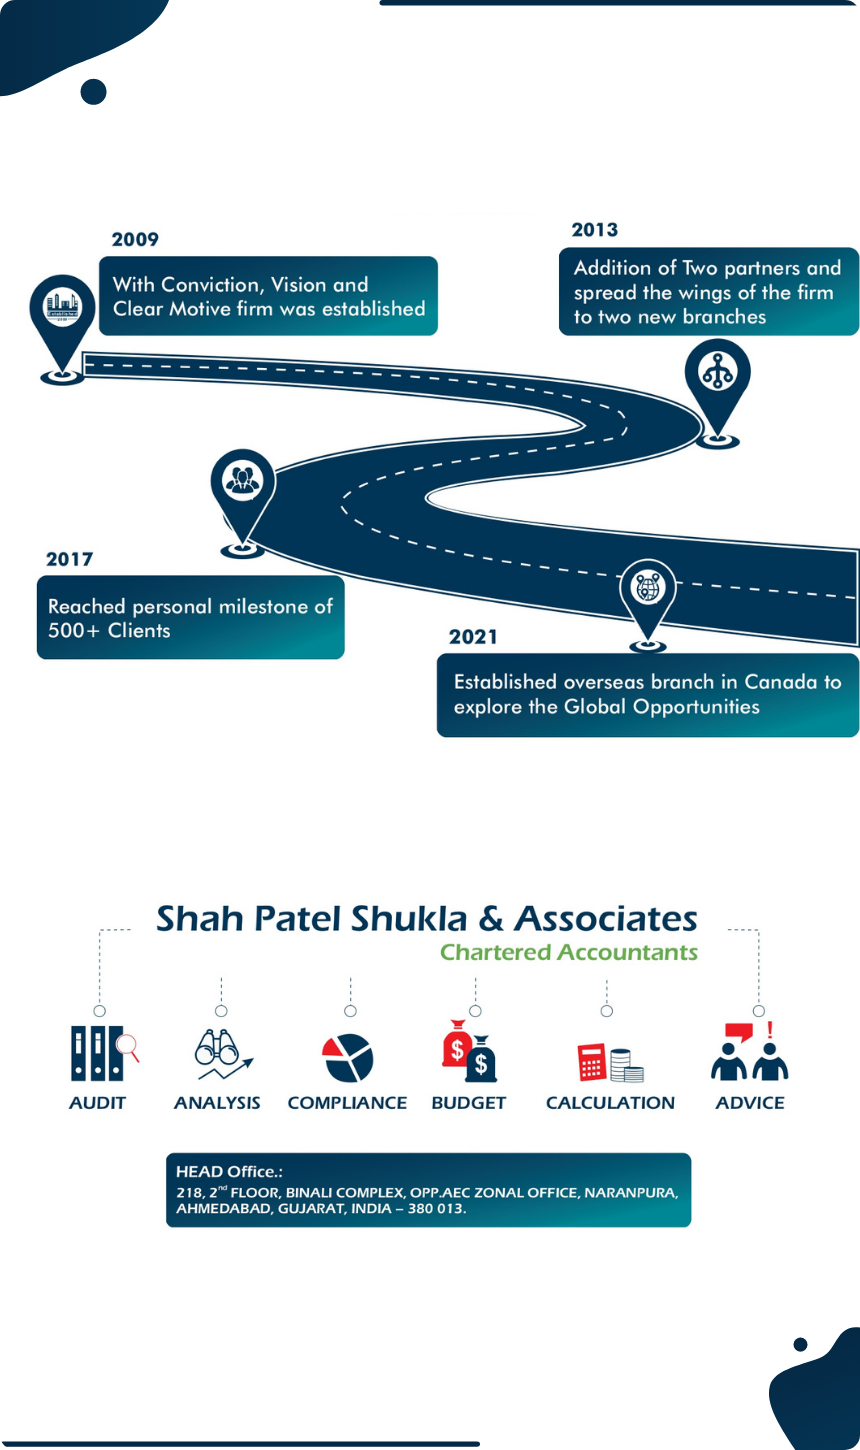 2009
With Conviction, Vision and
Clear Motive firm was established
2013
Addition of Two partners and
spread the wings of the firm
to two new branches
2017
Reached personal milestone of
500+ Clients
2021
Established overseas branch in Canada to
explore the Global Opportunities
Shah Patel Shukla & Associates
Chartered Accountants
$
$
!
AUDIT
ANALYSIS
COMPLIANCE
BUDGET
CALCULATION
ADVICE
HEAD Office.:
218, 2nd FLOOR, BINALI COMPLEX, OPP.AEC ZONAL OFFICE, NARANPURA,
AHMEDABAD, GUJARAT, INDIA – 380 013.